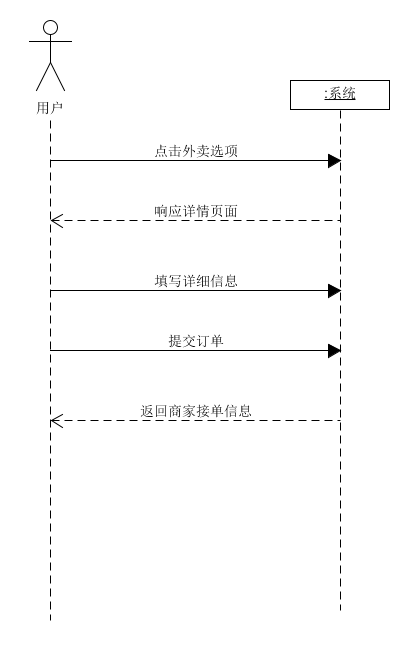 用户
:系统
点击外卖选项
响应详情页面
填写详细信息
提交订单
返回商家接单信息